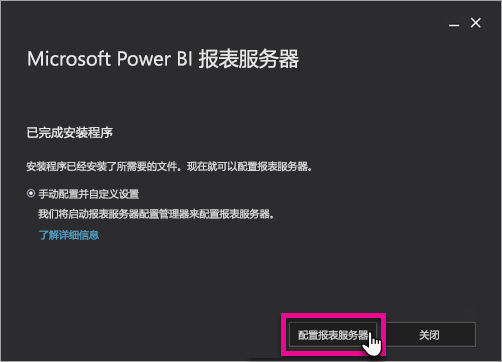 Microsoft Power BI 报表服务器
已完成安装程序
安装程序已经安装了所需要的文件。现在就可以配置报表服务器。
手动配置并自定义设置
我们将启动报表服务器配置管理器来配置报表服务器。
了解详细信息
配置报表服务器
关闭